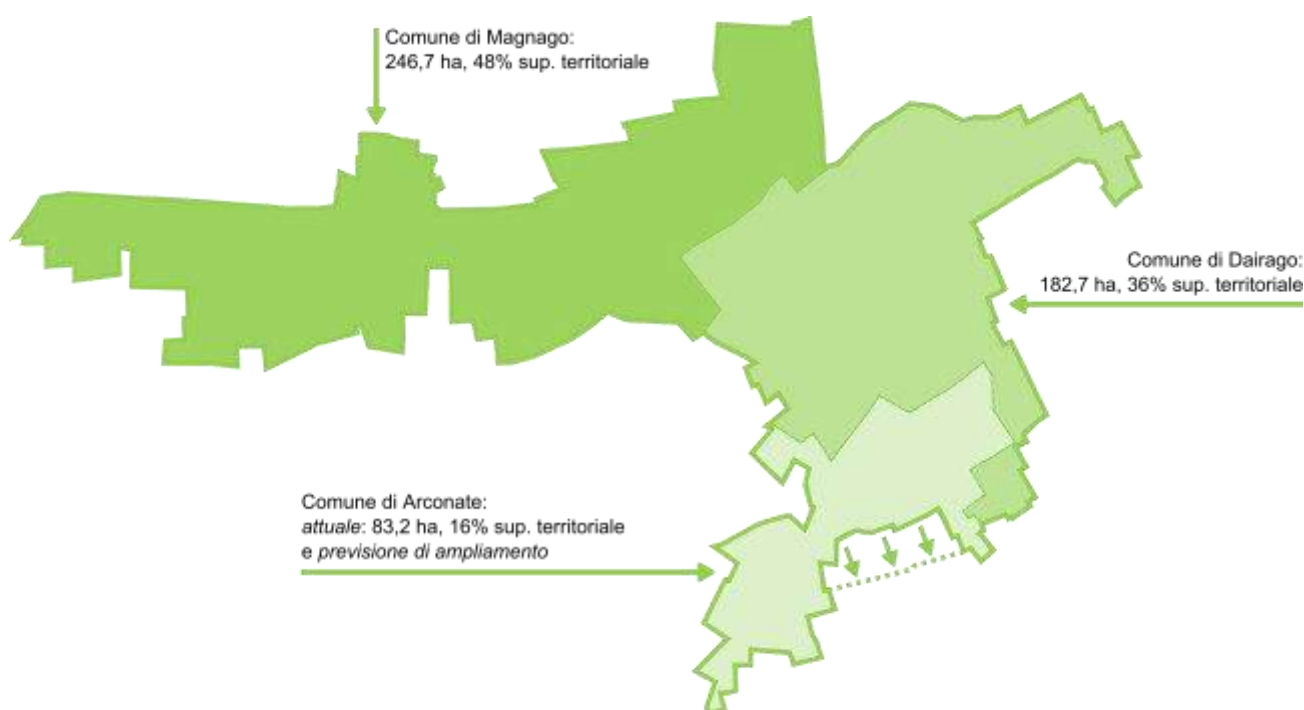 Comune di Magnago:
246,7 ha, 48% sup. territoriale
Comune di Dairago:
182,7 ha, 36% sup. territoriale
Comune di Arconate:
attuale: 83,2 ha, 16% sup. territoriale
e previsione di ampliamento